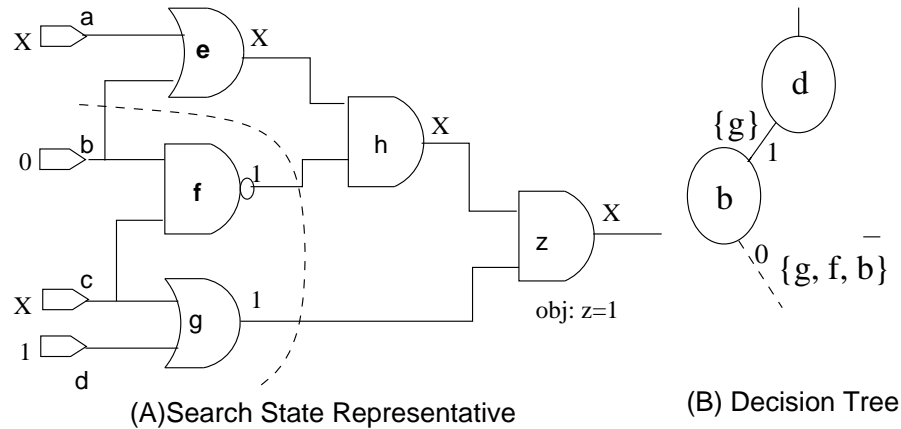 a
X
e
X
b
0
f
1
h
X
c
X
g
1
1
d
z
X
obj: z=1
(A)Search State Representative
d
{g}
1
b
0
{g, f, b̅}
(B) Decision Tree